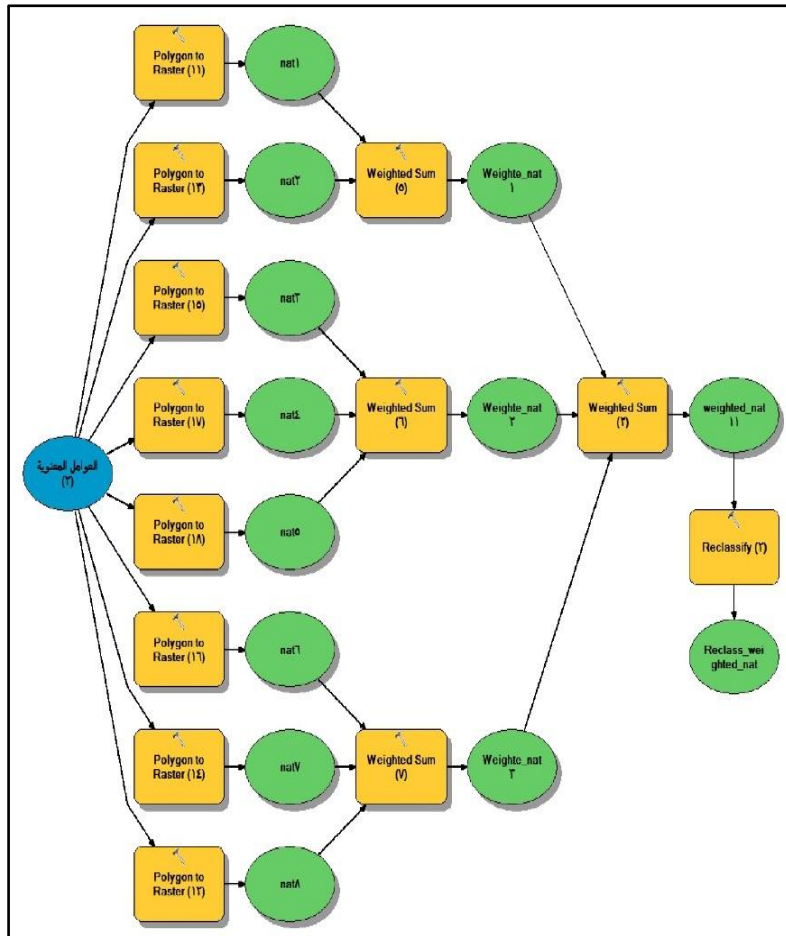 Polygon to
Raster (١١)
nat١
Polygon to
Raster (١٣)
nat٢
Weighted Sum
(٥)
Weighte_nat
١
Polygon to
Raster (١٥)
nat٣
العوامل المعنوية
(٢)
Polygon to
Raster (١٧)
nat٤
Weighted Sum
(٦)
Weighte_nat
٢
Weighted Sum
(٢)
weighted_nat
١١
Polygon to
Raster (١٨)
nat٥
Reclassify (٢)
Polygon to
Raster (١٦)
nat٦
Reclass_wei
ghted_nat
Polygon to
Raster (١٤)
nat٧
Weighted Sum
(٧)
Weighte_nat
٣
Polygon to
Raster (١٢)
nat٨